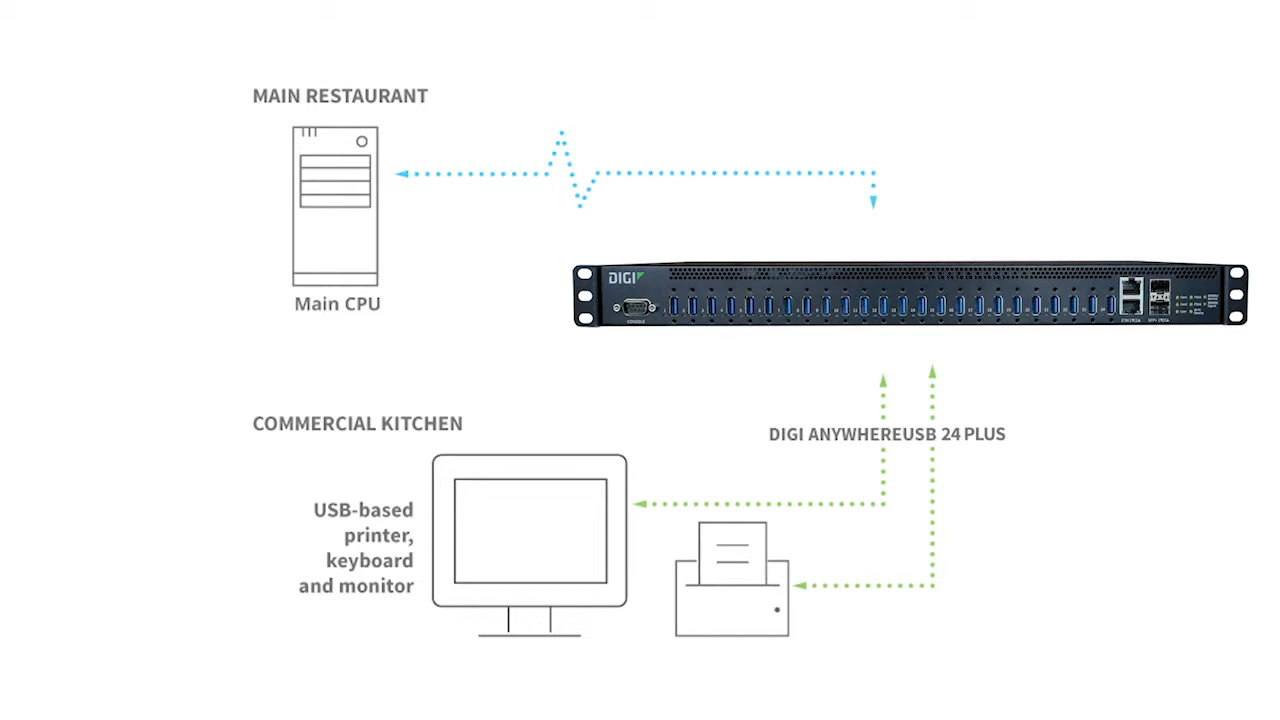 MAIN RESTAURANT
Main CPU
DIGI
COMMERCIAL KITCHEN
DIGI ANYWHEREUSB 24 PLUS
USB-based
printer,
keyboard
and monitor